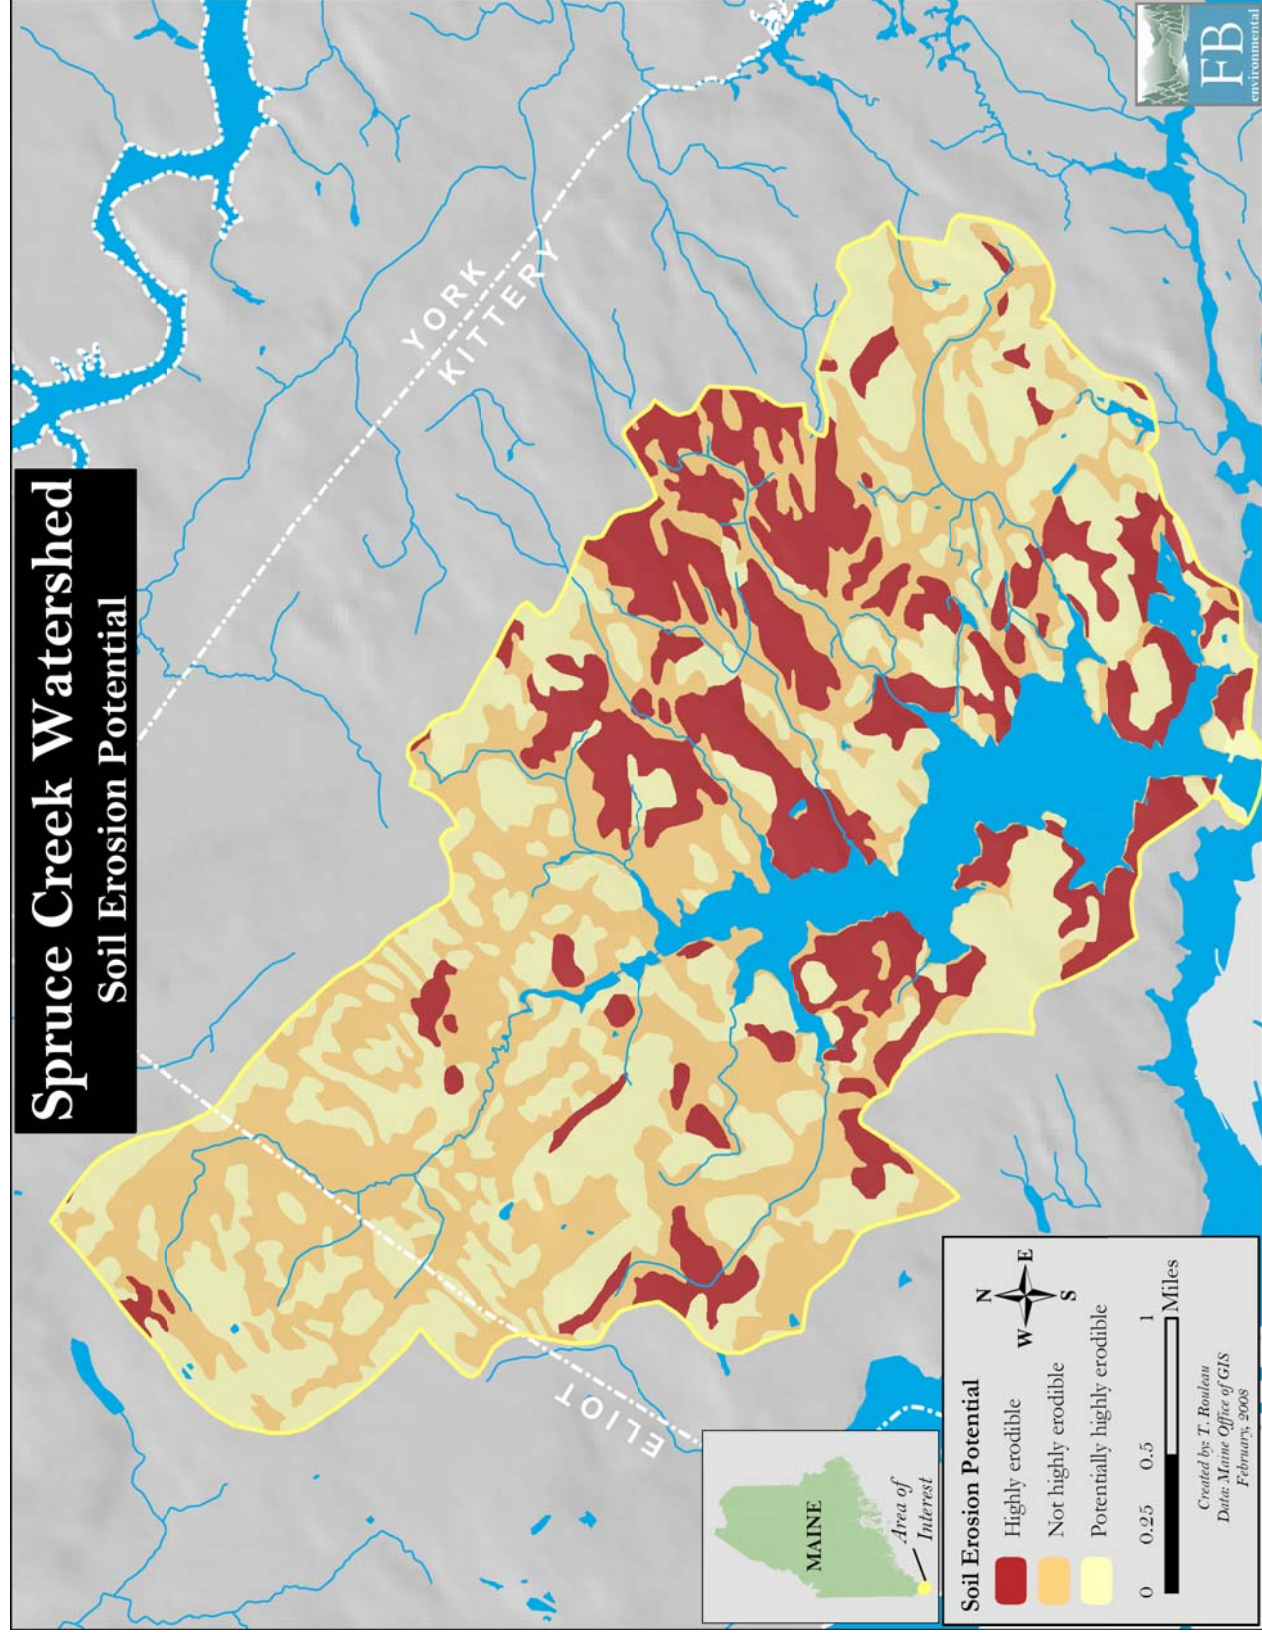 Spruce Creek Watershed
Soil Erosion Potential
YORK
KITTERY
ELIOT
MAINE
Area of
Interest
Soil Erosion Potential
Highly erodible
Not highly erodible
Potentially highly erodible
N
W E
S
0 0.25 0.5 1
Miles
Created by: T. Rouleau
Data: Maine Office of GIS
February, 2008
FB
environmental